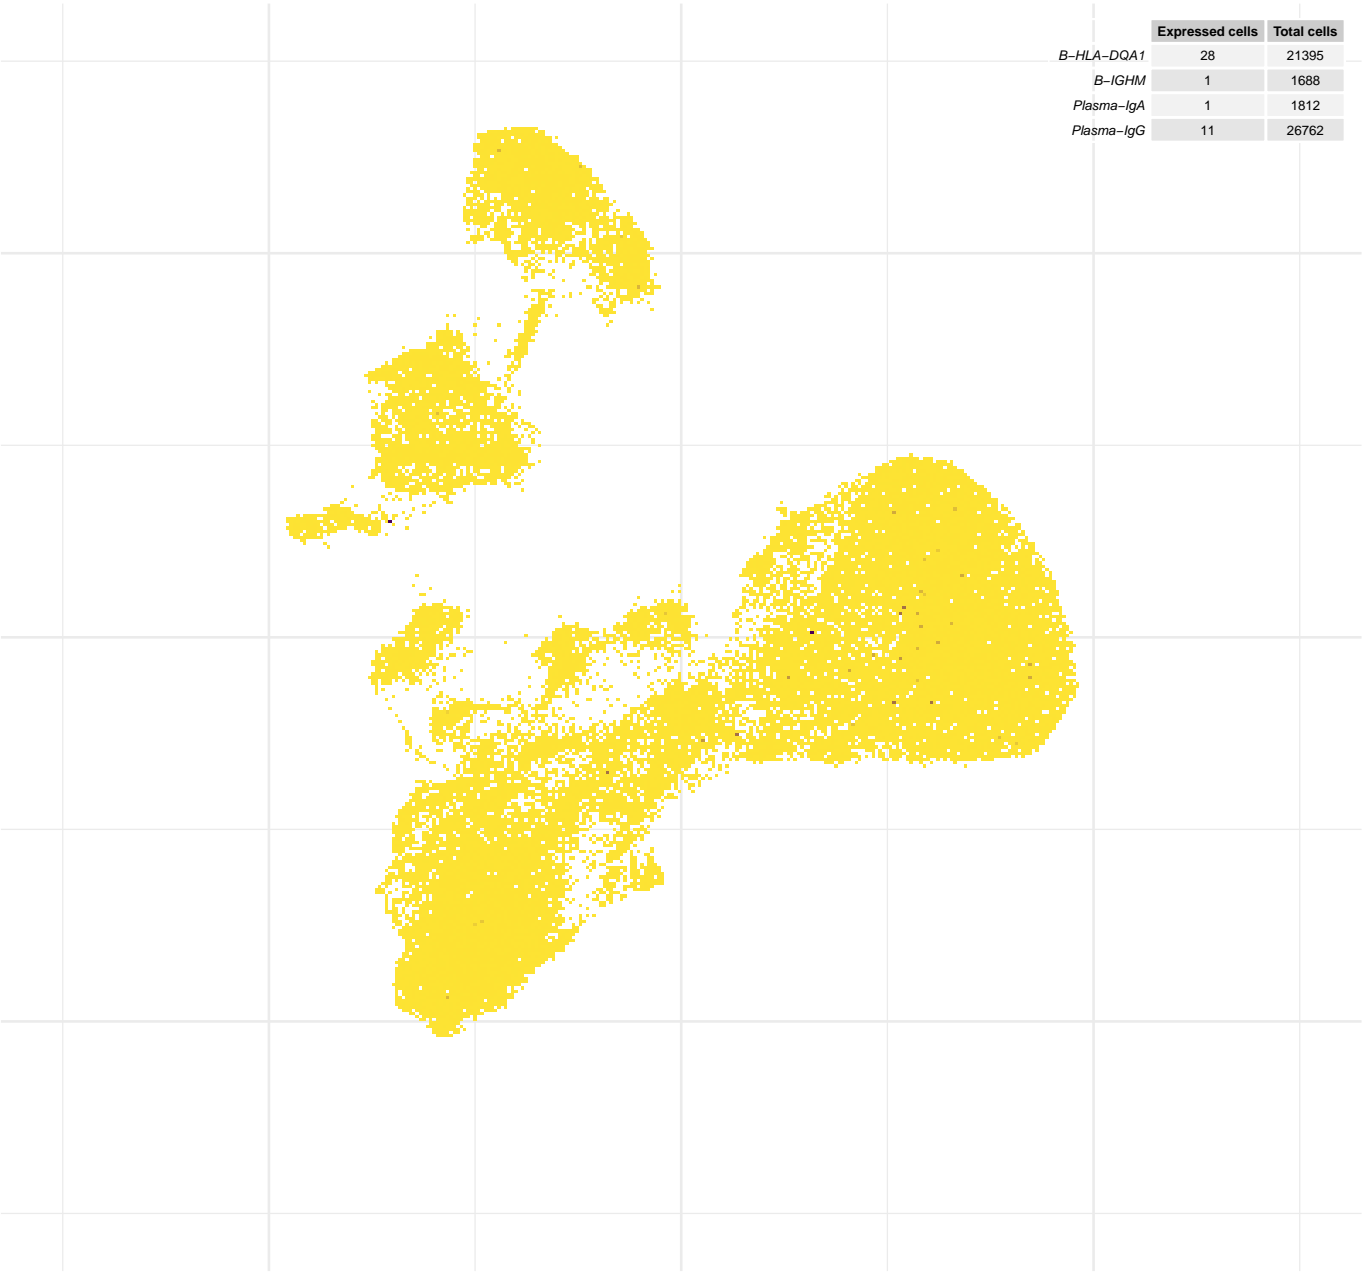 Expressed cells Total cells
B−HLA−DQA1 28 21395
B−IGHM 1 1688
Plasma−IgA 1 1812
Plasma−IgG 11 26762